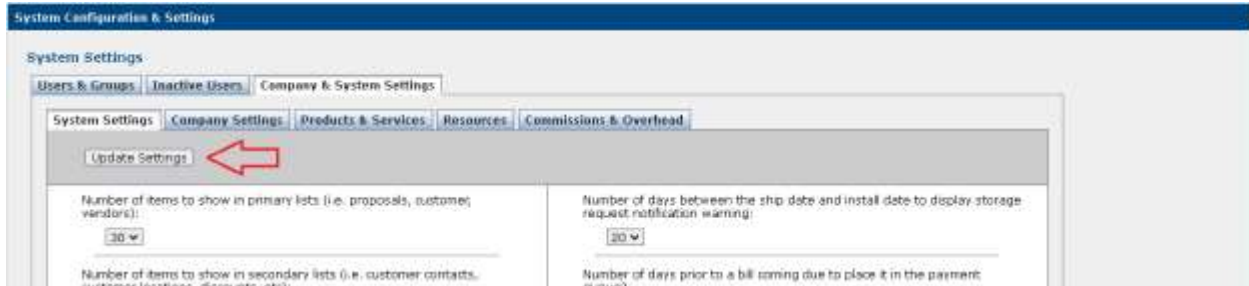 System Configuration & Settings
System Settings
Users & Groups Inactive Users Company & System Settings
System Settings Company Settings Products & Services Resources Commissions & Overhead
Update Settings
Number of items to show in primary lists (i.e. proposals, customer,
vendors):
30
Number of days between the ship date and install date to display storage
request notification warning:
20
Number of items to show in secondary lists (i.e. customer contacts,
customer locations, discounts, etc):
Number of days prior to a bill coming due to place it in the payment